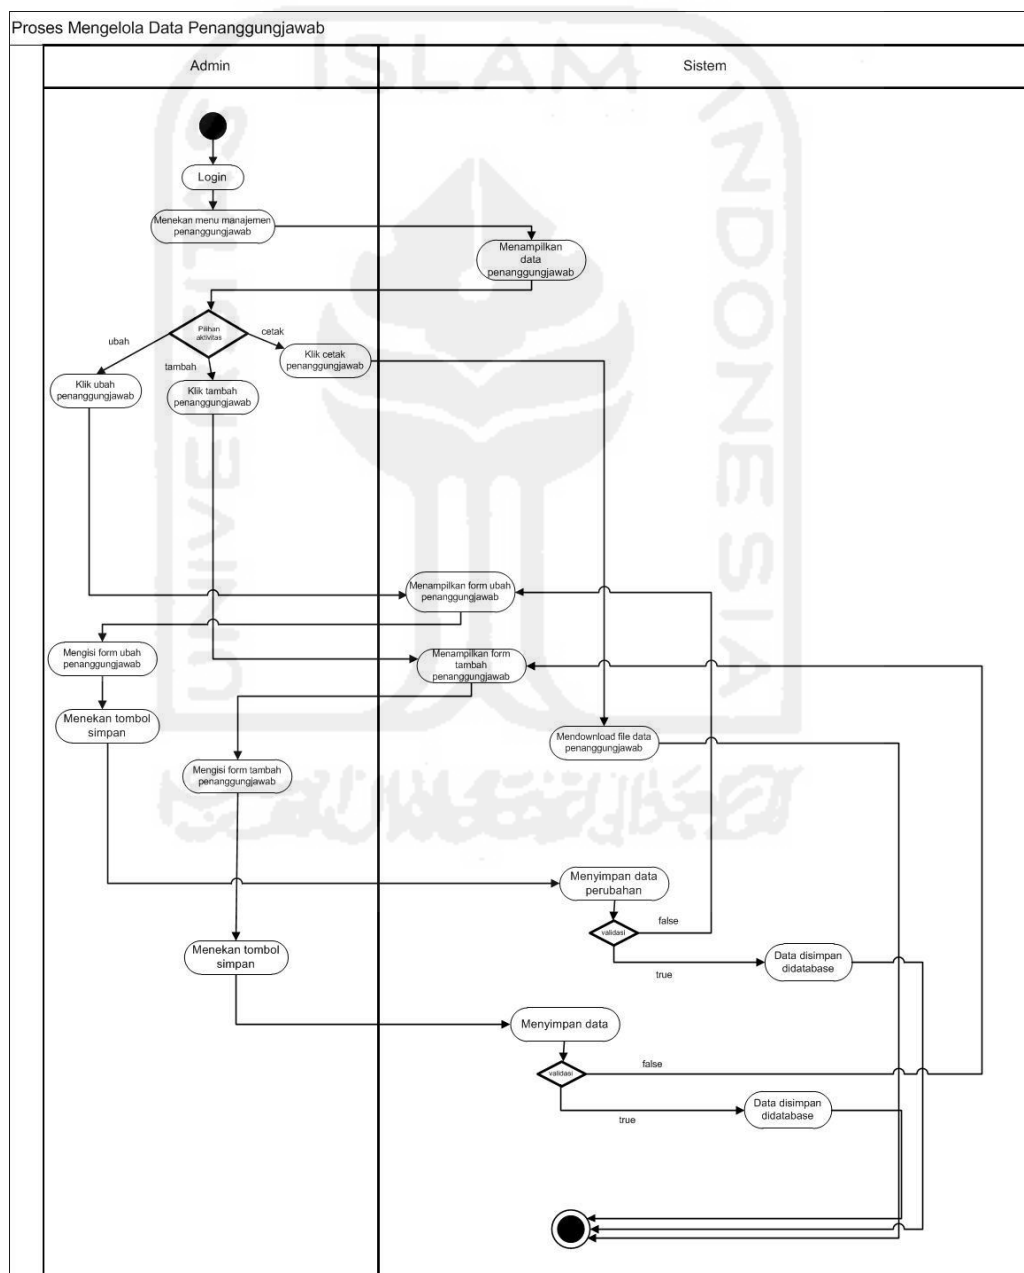 Proses Mengelola Data Penanggungjawab
Admin
Sistem
Login
Menekan menu manajemen
penanggungjawab
Menampilkan
data
penanggungjawab
Pilihan
aktivitas
ubah
tambah
cetak
Klik cetak
penanggungjawab
Klik ubah
penanggungjawab
Klik tambah
penanggungjawab
Menampilkan form ubah
penanggungjawab
Mengisi form ubah
penanggungjawab
Menampilkan form
tambah
penanggungjawab
Menekan tombol
simpan
Mendownload file data
penanggungjawab
Mengisi form tambah
penanggungjawab
Menyimpan data
perubahan
validasi
false
true
Data disimpan
didatabase
Menekan tombol
simpan
Menyimpan data
validasi
false
true
Data disimpan
didatabase
UNIVERSITAS
ISLAM
INDONESIA